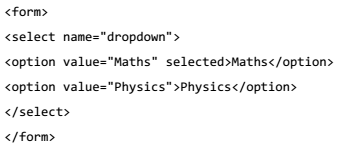 <form>
<select name="dropdown">
<option value="Maths" selected>Maths</option>
<option value="Physics">Physics</option>
</select>
</form>